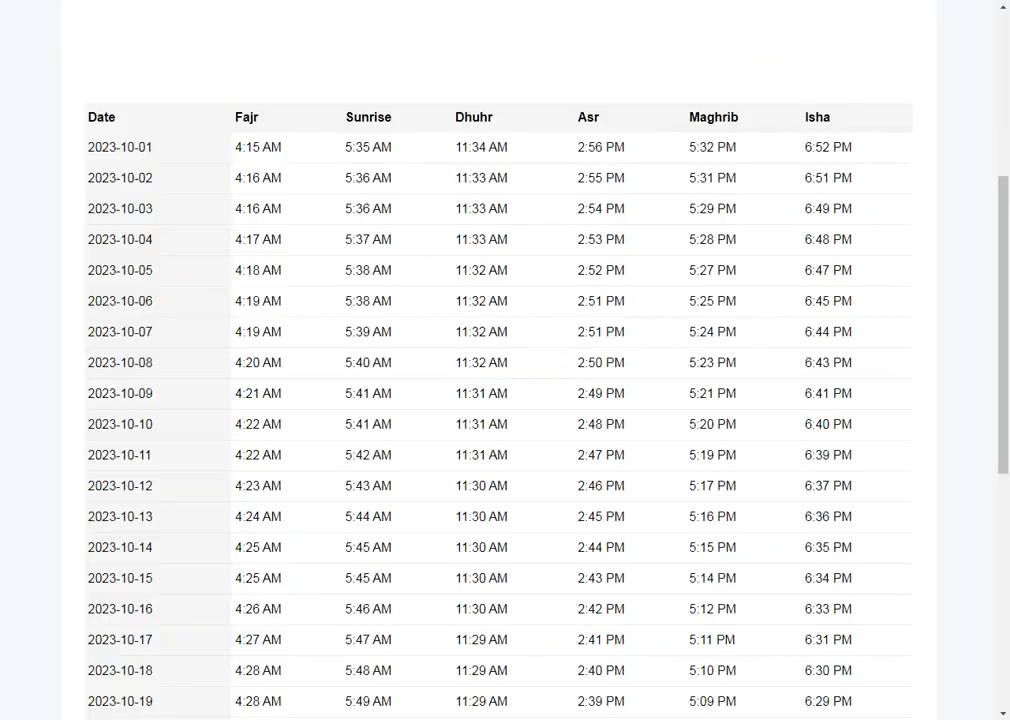 Date Fajr Sunrise Dhuhr Asr Maghrib Isha
2023-10-01 4:15 AM 5:35 AM 11:34 AM 2:56 PM 5:32 PM 6:52 PM
2023-10-02 4:16 AM 5:36 AM 11:33 AM 2:55 PM 5:31 PM 6:51 PM
2023-10-03 4:16 AM 5:36 AM 11:33 AM 2:54 PM 5:29 PM 6:49 PM
2023-10-04 4:17 AM 5:37 AM 11:33 AM 2:53 PM 5:28 PM 6:48 PM
2023-10-05 4:18 AM 5:38 AM 11:32 AM 2:52 PM 5:27 PM 6:47 PM
2023-10-06 4:19 AM 5:38 AM 11:32 AM 2:51 PM 5:25 PM 6:45 PM
2023-10-07 4:19 AM 5:39 AM 11:32 AM 2:51 PM 5:24 PM 6:44 PM
2023-10-08 4:20 AM 5:40 AM 11:32 AM 2:50 PM 5:23 PM 6:43 PM
2023-10-09 4:21 AM 5:41 AM 11:31 AM 2:49 PM 5:21 PM 6:41 PM
2023-10-10 4:22 AM 5:41 AM 11:31 AM 2:48 PM 5:20 PM 6:40 PM
2023-10-11 4:22 AM 5:42 AM 11:31 AM 2:47 PM 5:19 PM 6:39 PM
2023-10-12 4:23 AM 5:43 AM 11:30 AM 2:46 PM 5:17 PM 6:37 PM
2023-10-13 4:24 AM 5:44 AM 11:30 AM 2:45 PM 5:16 PM 6:36 PM
2023-10-14 4:25 AM 5:45 AM 11:30 AM 2:44 PM 5:15 PM 6:35 PM
2023-10-15 4:25 AM 5:45 AM 11:30 AM 2:43 PM 5:14 PM 6:34 PM
2023-10-16 4:26 AM 5:46 AM 11:30 AM 2:42 PM 5:12 PM 6:33 PM
2023-10-17 4:27 AM 5:47 AM 11:29 AM 2:41 PM 5:11 PM 6:31 PM
2023-10-18 4:28 AM 5:48 AM 11:29 AM 2:40 PM 5:10 PM 6:30 PM
2023-10-19 4:28 AM 5:49 AM 11:29 AM 2:39 PM 5:09 PM 6:29 PM